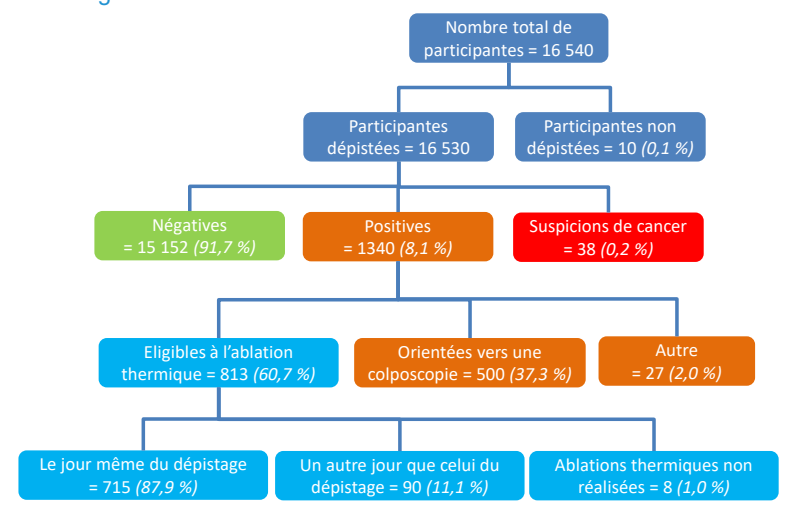 Nombre total de
participantes = 16 540
Participantes
dépistées = 16 530
Participantes non
dépistées = 10 (0,1 %)
Négatives
= 15 152 (91,7 %)
Positives
= 1340 (8,1 %)
Suspicions de cancer
= 38 (0,2 %)
Eligibles à l’ablation
thermique = 813 (60,7 %)
Orientées vers une
colposcopie = 500 (37,3 %)
Autre
= 27 (2,0 %)
Le jour même du dépistage
= 715 (87,9 %)
Un autre jour que celui du
dépistage = 90 (11,1 %)
Ablations thermiques non
réalisées = 8 (1,0 %)